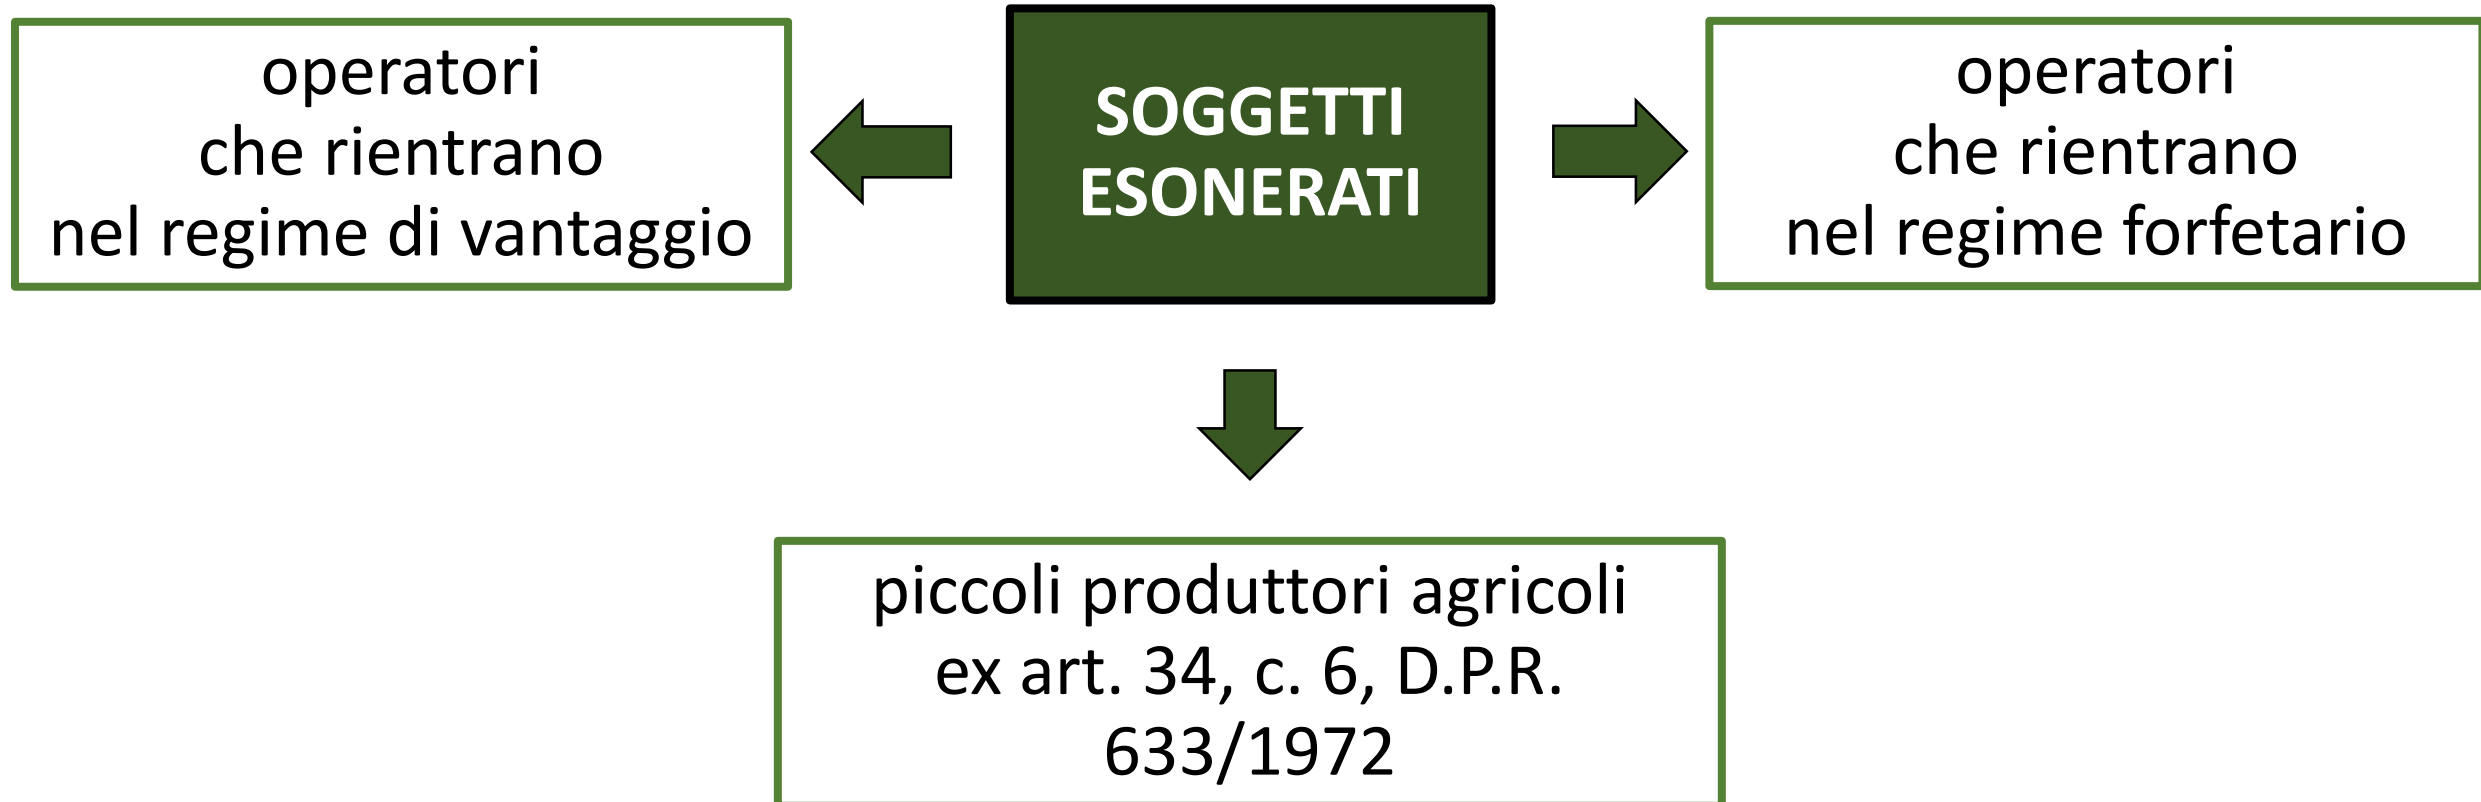 operatori
che rientrano
nel regime di vantaggio
SOGGETTI
ESONERATI
operatori
che rientrano
nel regime forfetario
piccoli produttori agricoli
ex art. 34, c. 6, D.P.R.
633/1972